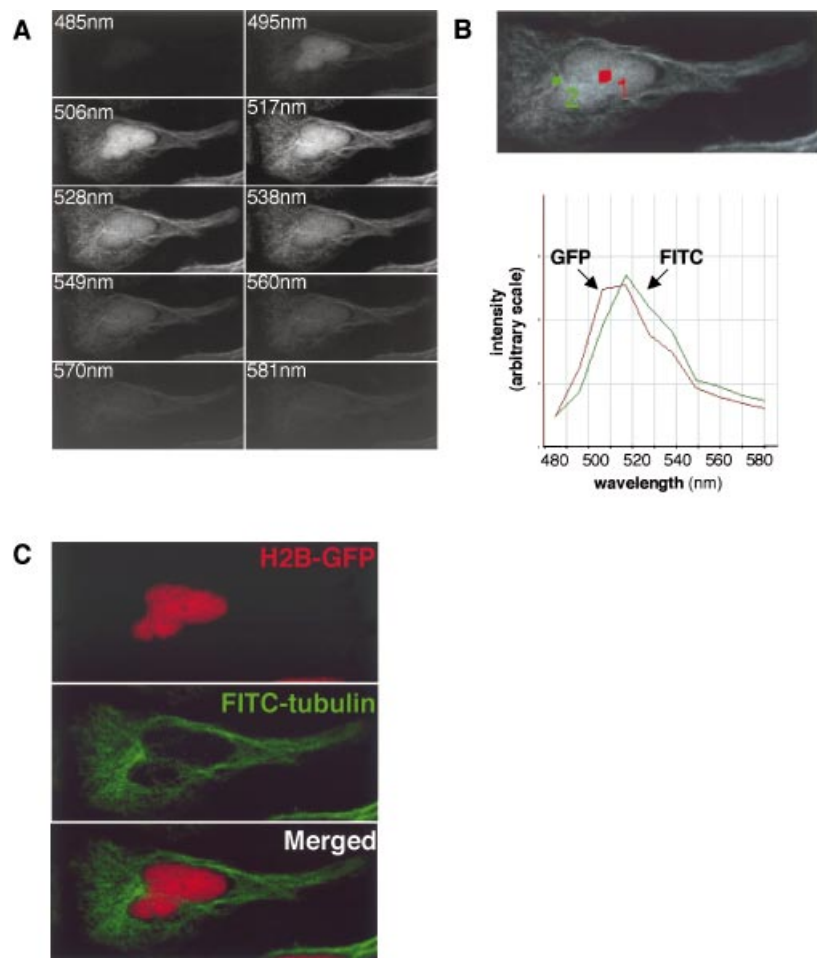 A
485nm
495nm
506nm
517nm
528nm
538nm
549nm
560nm
570nm
581nm
B
1
2
GFP
FITC
intensity
(arbitrary scale)
480 500 520 540 560 580
wavelength (nm)
C
H2B-GFP
FITC-tubulin
Merged